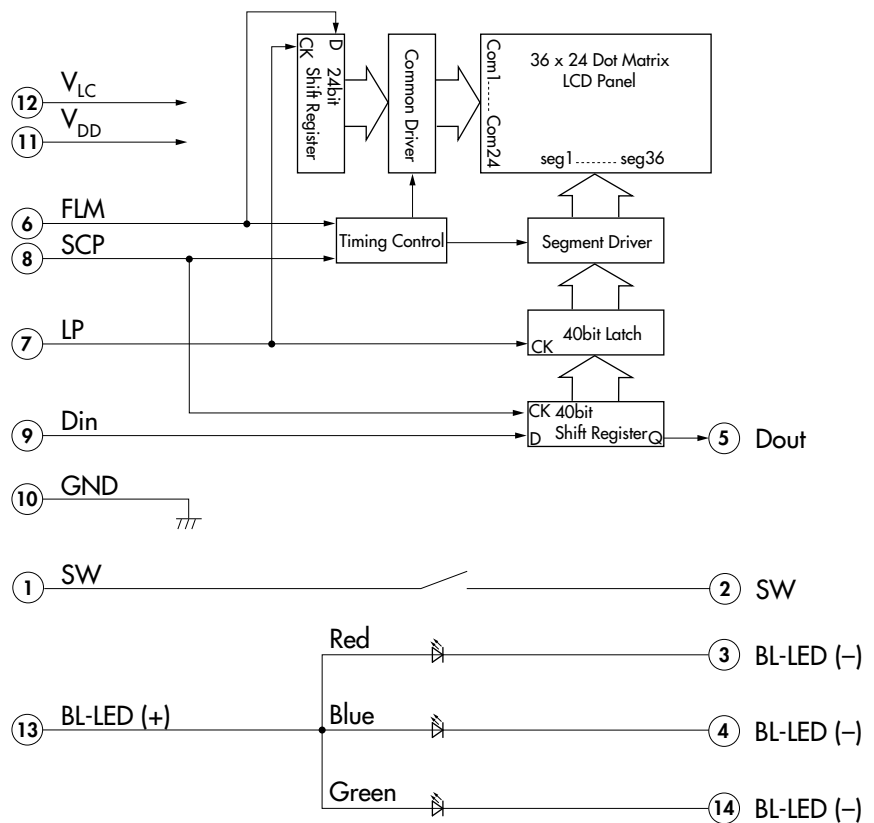 D
CK
24bit
Shift Register
Common Driver
Com1...... Com24
36 x 24 Dot Matrix
LCD Panel
seg1........ seg36
12 VLC
11 VDD
6 FLM
Timing Control
Segment Driver
8 SCP
7 LP
40bit Latch
CK
CK 40bit
Shift Register
D
Q
9 Din
5 Dout
10 GND
1 SW
2 SW
Red
3 BL-LED (–)
13 BL-LED (+)
Blue
4 BL-LED (–)
Green
14 BL-LED (–)